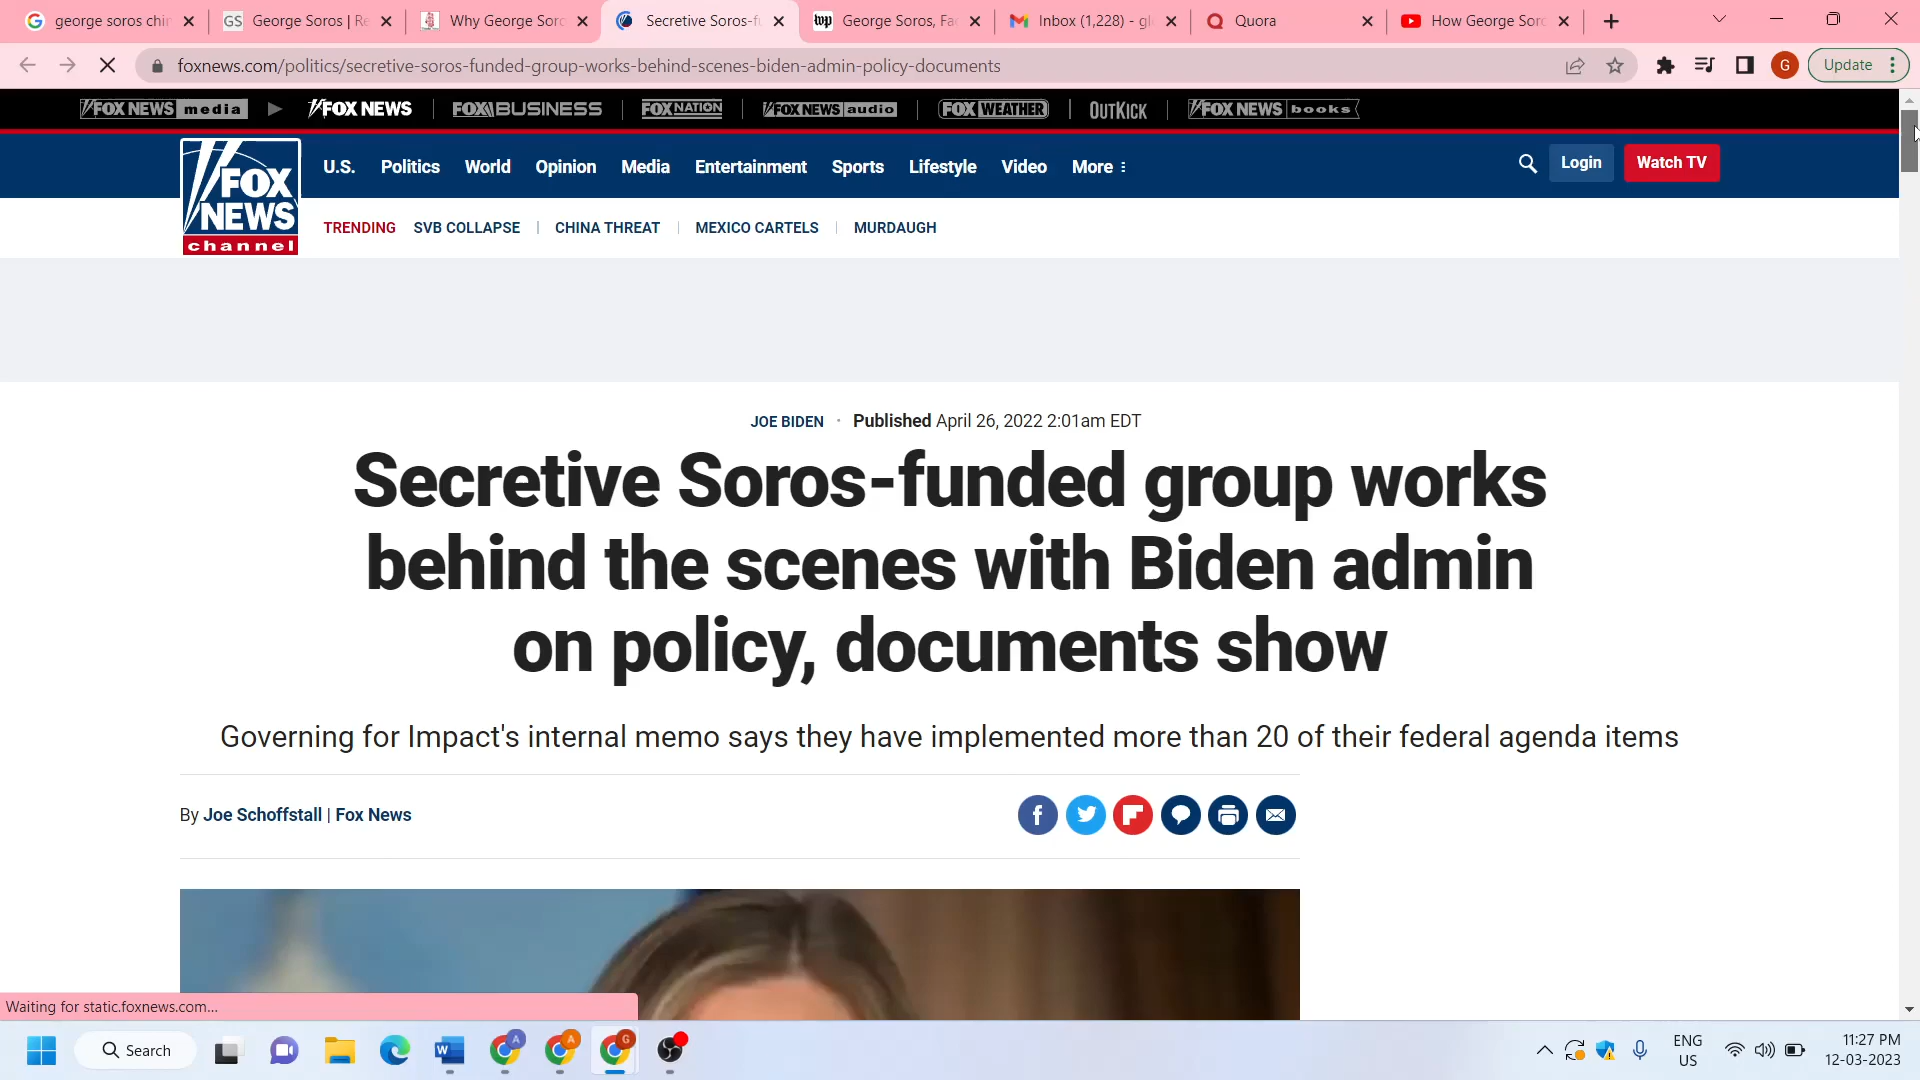 george soros chi
George Soros | Re
Why George Soro
Secretive Soros-fu
wp George Soros, Fac
Inbox (1,228) - gl
Quora
How George Soro
foxnews.com/politics/secretive-soros-funded-group-works-behind-scenes-biden-admin-policy-documents
G
Update
FOX NEWS media
FOX NEWS
FOX BUSINESS
FOX NATION
FOX NEWS audio
FOX WEATHER
OUTKICK
FOX NEWS books
FOX NEWS channel
U.S. Politics World Opinion Media Entertainment Sports Lifestyle Video More
Login
Watch TV
TRENDING SVB COLLAPSE CHINA THREAT MEXICO CARTELS MURDAUGH
JOE BIDEN · Published April 26, 2022 2:01am EDT
Secretive Soros-funded group works
behind the scenes with Biden admin
on policy, documents show
Governing for Impact's internal memo says they have implemented more than 20 of their federal agenda items
By Joe Schoffstall | Fox News
Waiting for static.foxnews.com...
Search
ENG
US
11:27 PM
12-03-2023